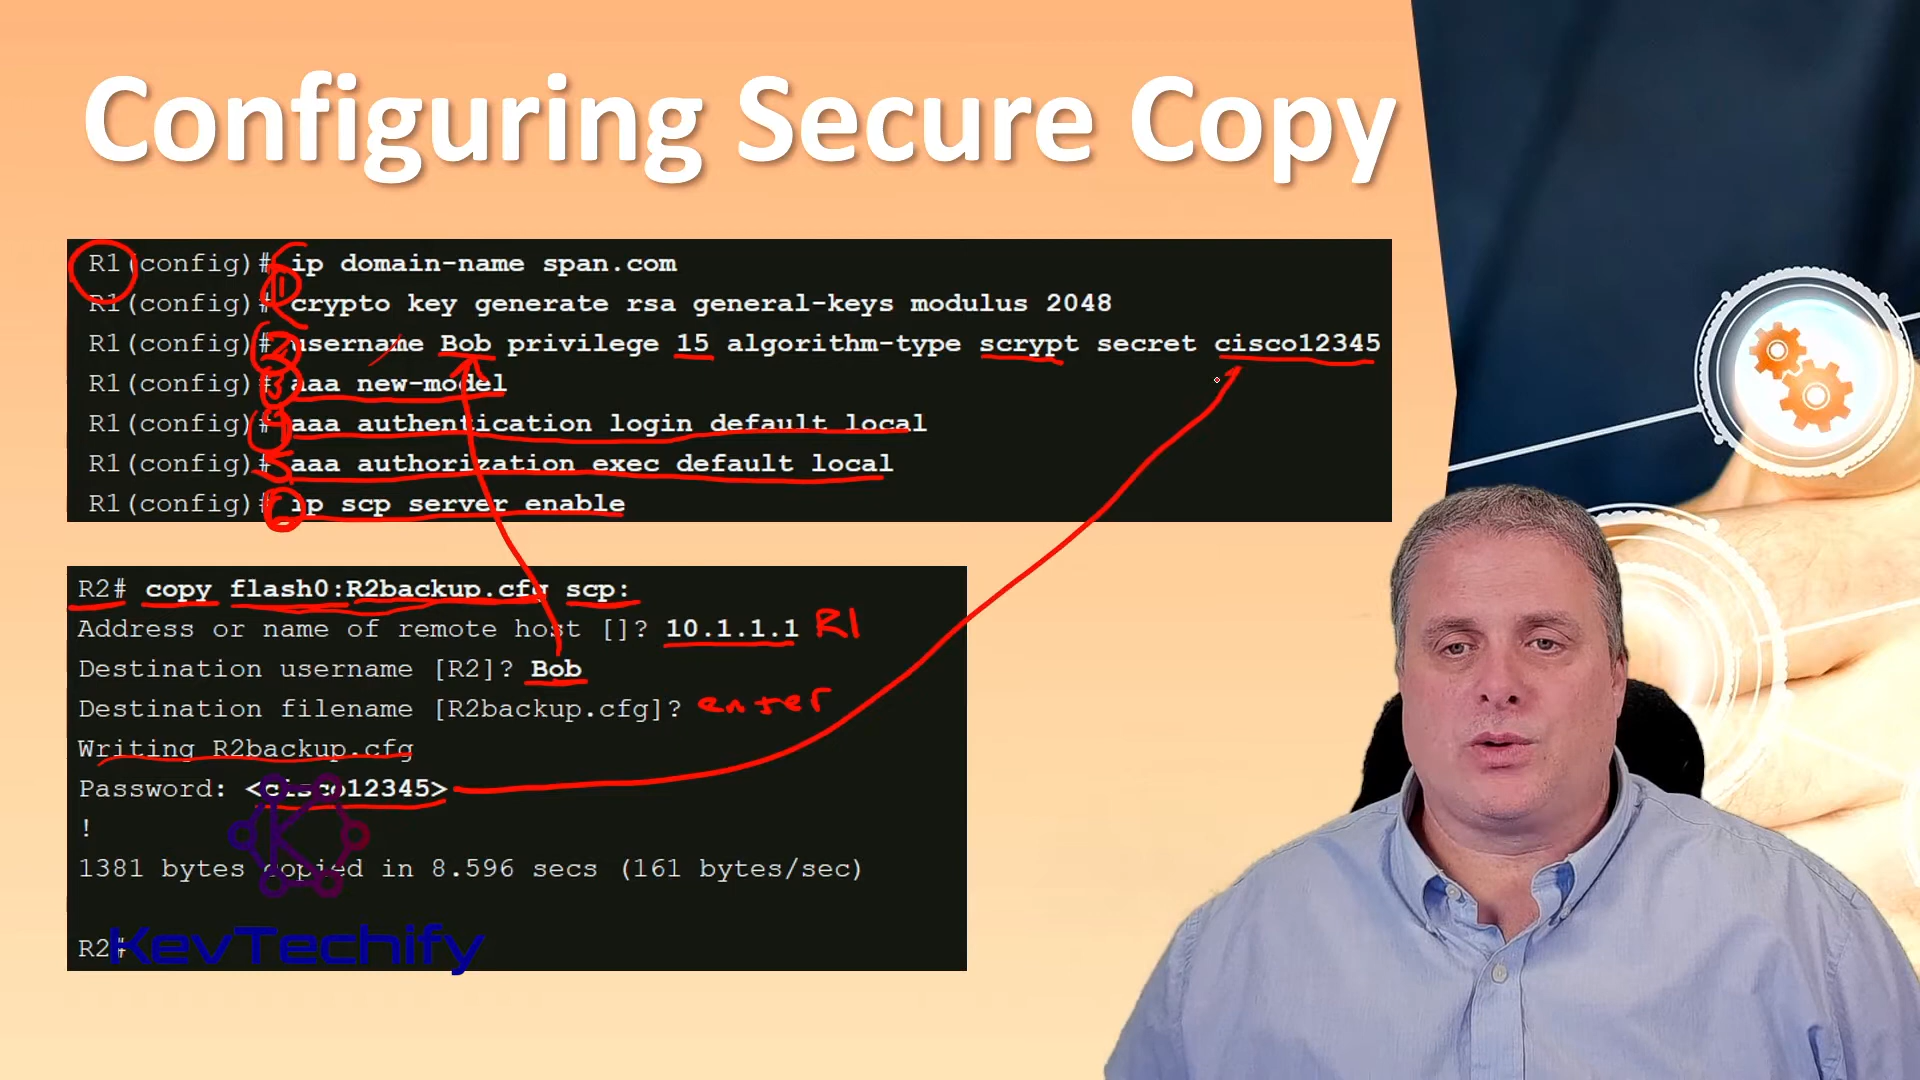 Configuring Secure Copy
R1(config)# ip domain-name span.com
R1(config)# crypto key generate rsa general-keys modulus 2048
R1(config)# username Bob privilege 15 algorithm-type scrypt secret cisco12345
R1(config)# aaa new-model
R1(config)# aaa authentication login default local
R1(config)# aaa authorization exec default local
R1(config)# ip scp server enable
R2# copy flash0:R2backup.cfg scp:
Address or name of remote host []? 10.1.1.1 R1
Destination username [R2]? Bob
Destination filename [R2backup.cfg]? enter
Writing R2backup.cfg
Password: <cisco12345>
!
1381 bytes copied in 8.596 secs (161 bytes/sec)
R2#
KevTechify